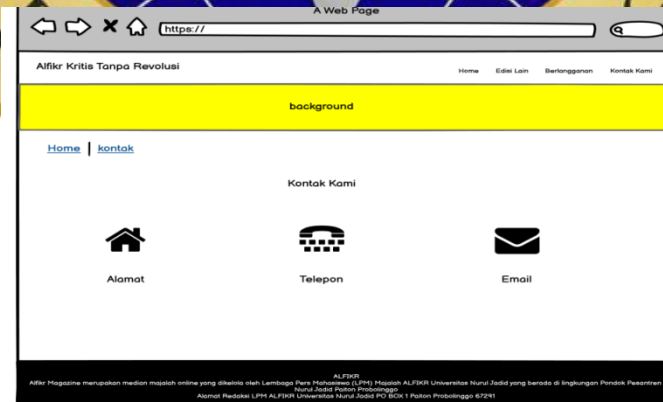 A Web Page
https://
Alfikr Kritis Tanpa Revolusi
Home Edisi Lain Berlangganan Kontak Kami
background
Home | kontak
Kontak Kami
Alamat Telepon Email
ALFIKR
Alfikr Magazine merupakan median majalah online yang dikelola oleh Lembaga Pers Mahasiswa (LPM) Majalah ALFIKR Universitas Nurul Jadid yang berada di lingkungan Pondok Pesantren
Nurul Jadid Paiton Probolinggo
Alamat Redaksi LPM ALFIKR Universitas Nurul Jadid PO BOX 1 Paiton Probolinggo 67291